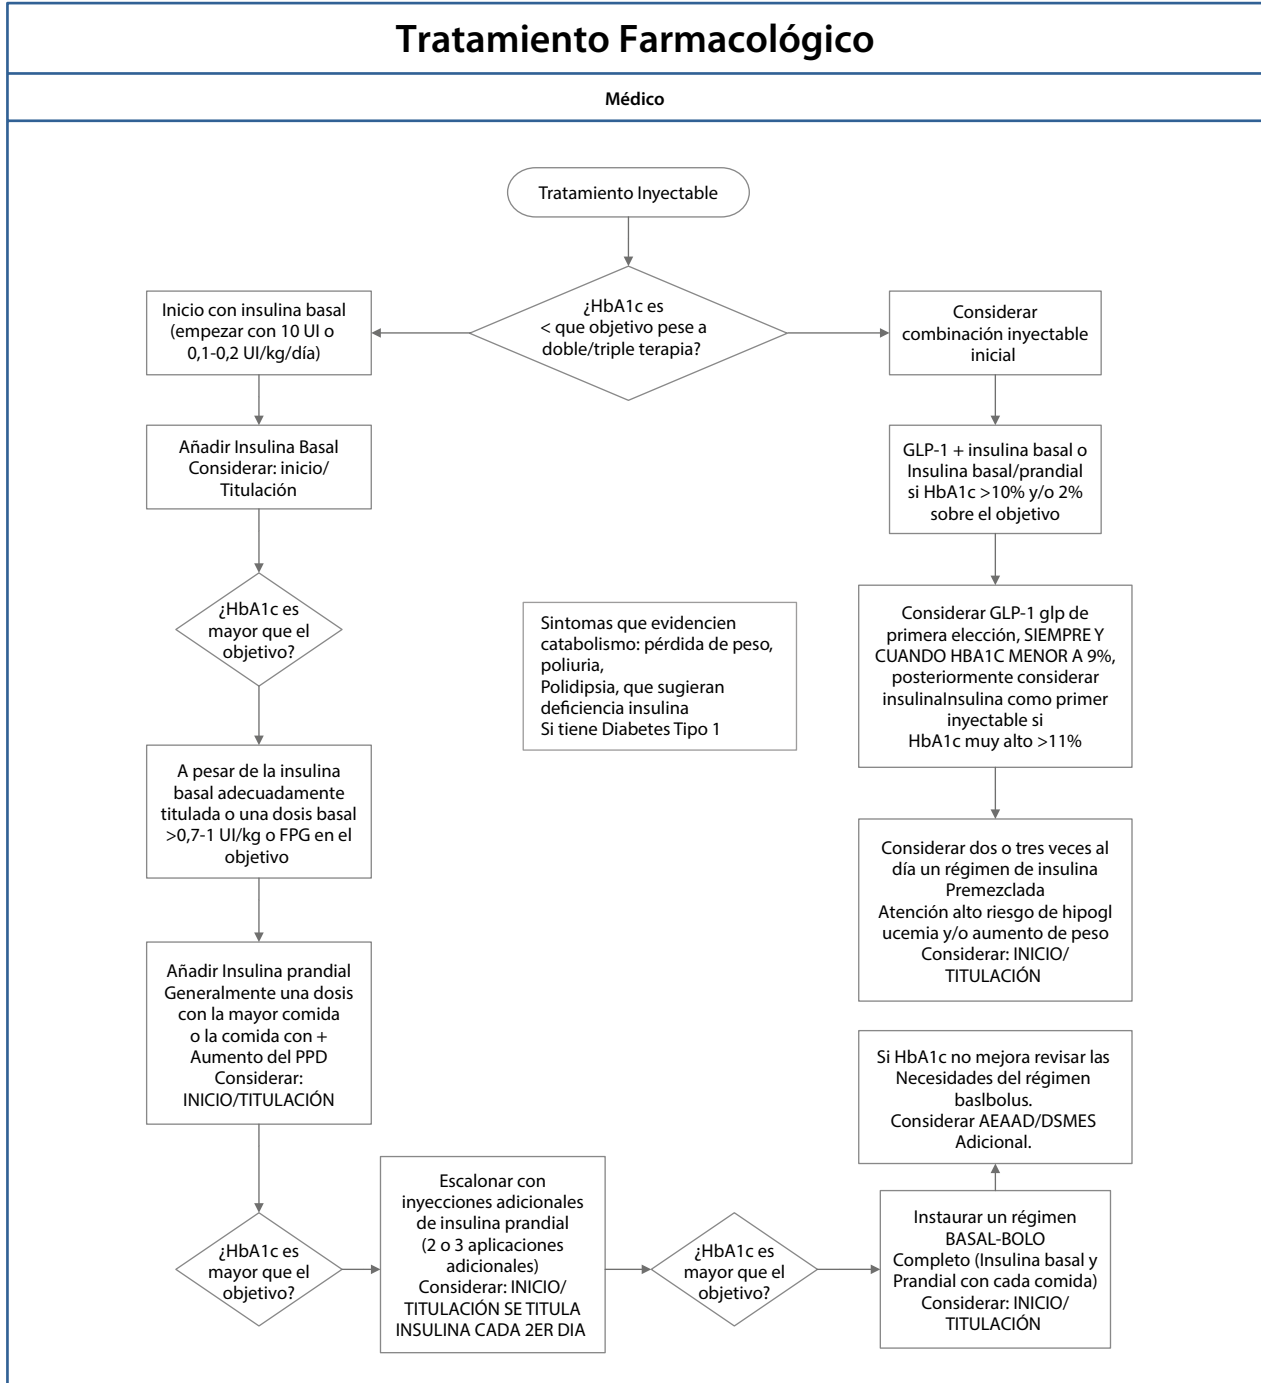 Tratamiento Farmacológico
Médico
Tratamiento Inyectable
¿HbA1c es
< que objetivo pese a
doble/triple terapia?
Inicio con insulina basal
(empezar con 10 UI o
0,1-0,2 UI/kg/día)
Añadir Insulina Basal
Considerar: inicio/
Titulación
¿HbA1c es
mayor que el
objetivo?
A pesar de la insulina
basal adecuadamente
titulada o una dosis basal
>0,7-1 UI/kg o FPG en el
objetivo
Añadir Insulina prandial
Generalmente una dosis
con la mayor comida
o la comida con +
Aumento del PPD
Considerar:
INICIO/TITULACIÓN
¿HbA1c es
mayor que el
objetivo?
Escalonar con
inyecciones adicionales
de insulina prandial
(2 o 3 aplicaciones
adicionales)
Considerar: INICIO/
TITULACIÓN SE TITULA
INSULINA CADA 2ER DIA
¿HbA1c es
mayor que el
objetivo?
Instaurar un régimen
BASAL-BOLO
Completo (Insulina basal y
Prandial con cada comida)
Considerar: INICIO/
TITULACIÓN
Si HbA1c no mejora revisar las
Necesidades del régimen
baslbolus.
Considerar AEAAD/DSMES
Adicional.
Sintomas que evidencien
catabolismo: pérdida de peso,
poliuria,
Polidipsia, que sugieran
deficiencia insulina
Si tiene Diabetes Tipo 1
Considerar
combinación inyectable
inicial
GLP-1 + insulina basal o
Insulina basal/prandial
si HbA1c >10% y/o 2%
sobre el objetivo
Considerar GLP-1 glp de
primera elección, SIEMPRE Y
CUANDO HBA1C MENOR A 9%,
posteriormente considerar
insulinaInsulina como primer
inyectable si
HbA1c muy alto >11%
Considerar dos o tres veces al
día un régimen de insulina
Premezclada
Atención alto riesgo de hipogl
ucemia y/o aumento de peso
Considerar: INICIO/
TITULACIÓN